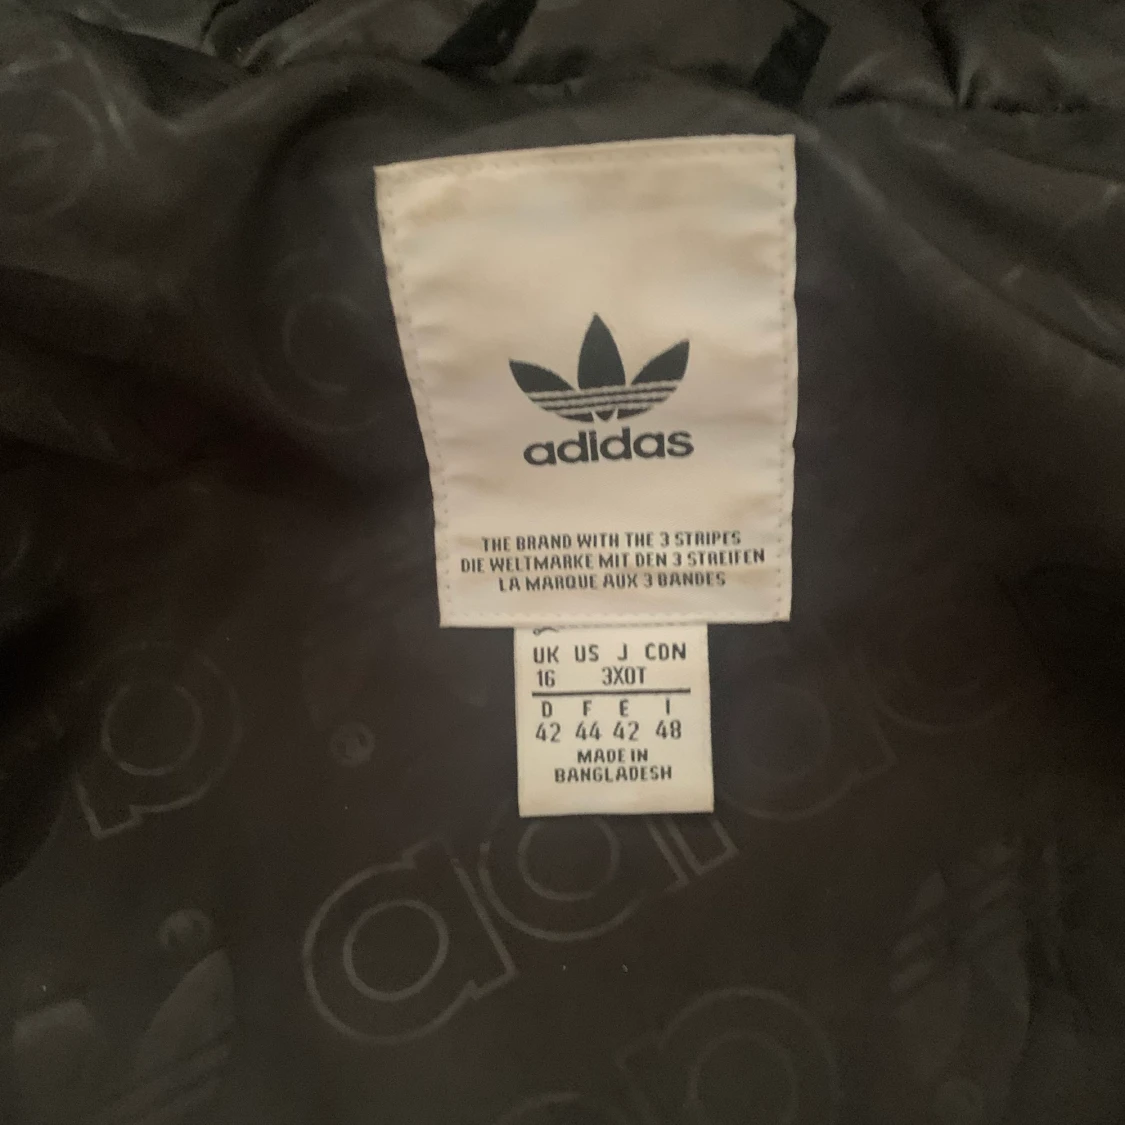 adidas
THE BRAND WITH THE 3 STRIPES
DIE WELTMARKE MIT DEN 3 STREIFEN
LA MARQUE AUX 3 BANDES
UK US J CDN
16 3XOT
D F E I
42 44 42 48
MADE IN
BANGLADESH